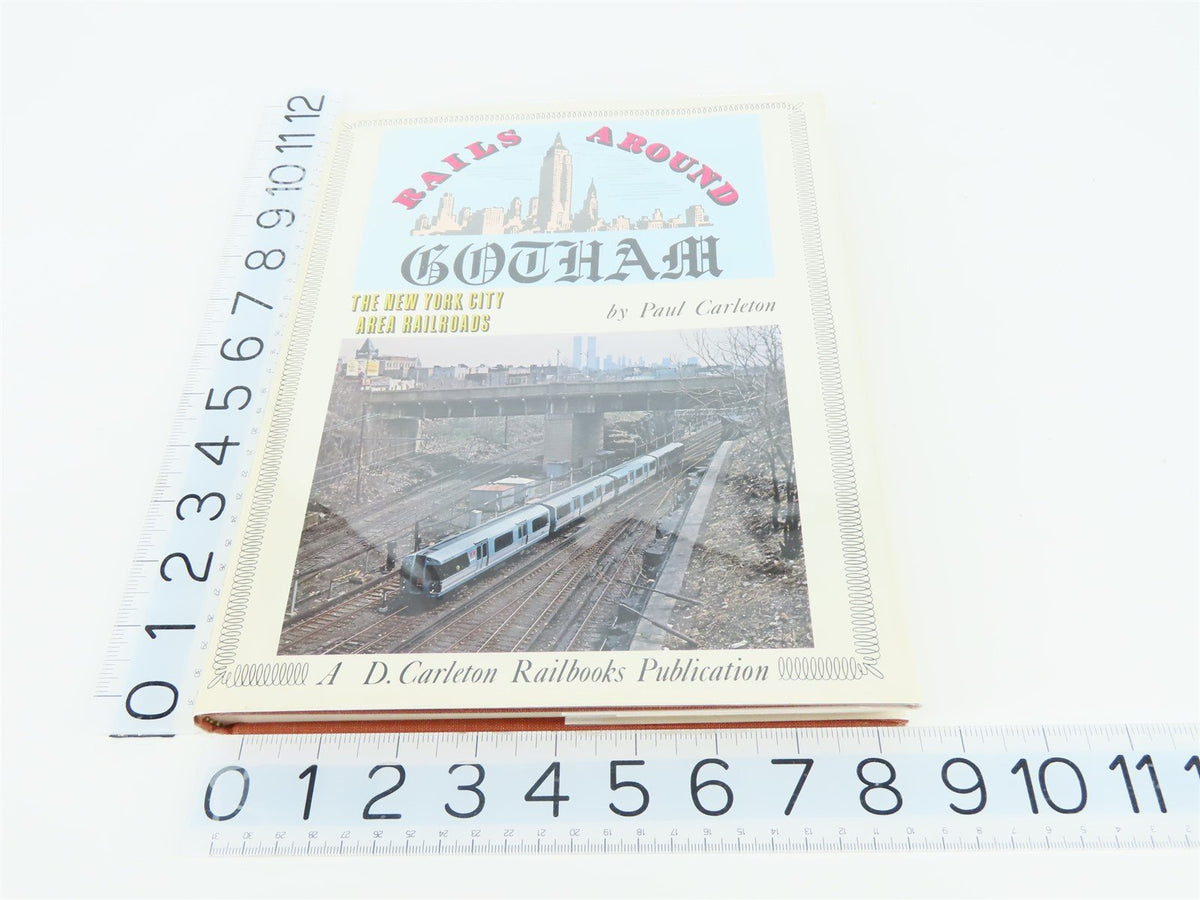 RAILS AROUND
GOTHAM
THE NEW YORK CITY
AREA RAILROADS
by Paul Carleton
A D. Carleton Railbooks Publication
0 1 2 3 4 5 6 7 8 9 10 11 12
0 1 2 3 4 5 6 7 8 9 10 11